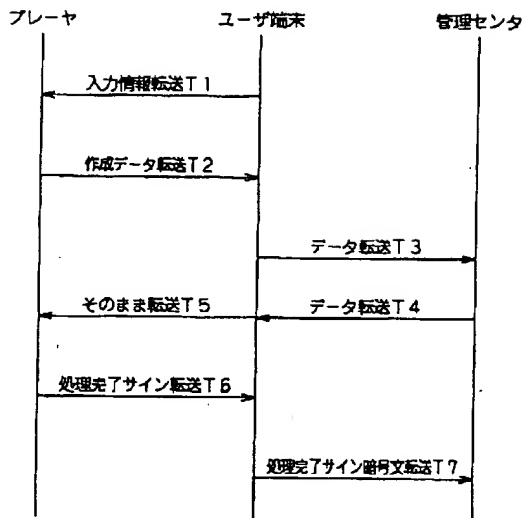 プレーヤ ユーザ端末 管理センタ
入力情報転送T1
作成データ転送T2
データ転送T3
そのまま転送T5 データ転送T4
処理完了サイン転送T6
処理完了サイン暗号文転送T7